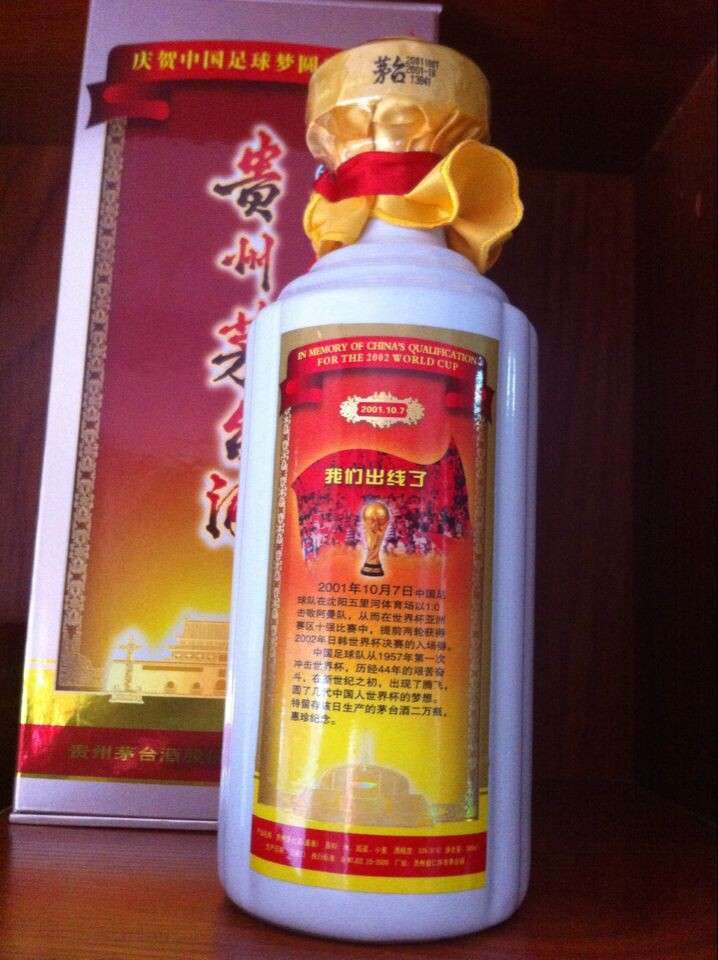 庆贺中国足球梦圆
贵州茅台酒
贵州茅台酒股
茅台
20011007
2001-18
13941
IN MEMORY OF CHINA'S QUALIFICATION
FOR THE 2002 WORLD CUP
2001.10.7
我们出线了
2001年10月7日中国足
球队在沈阳五里河体育场以1:0
击败阿曼队，从而在世界杯亚洲
赛区十强比赛中，提前两轮获得
2002年日韩世界杯决赛的入场券。
中国足球队从1957年第一次
冲击世界杯，历经44年的艰苦奋
斗，在新世纪之初，出现了腾飞，
圆了几代中国人世界杯的梦想，
特留存该日生产的茅台酒二万瓶，
惠珍纪念。